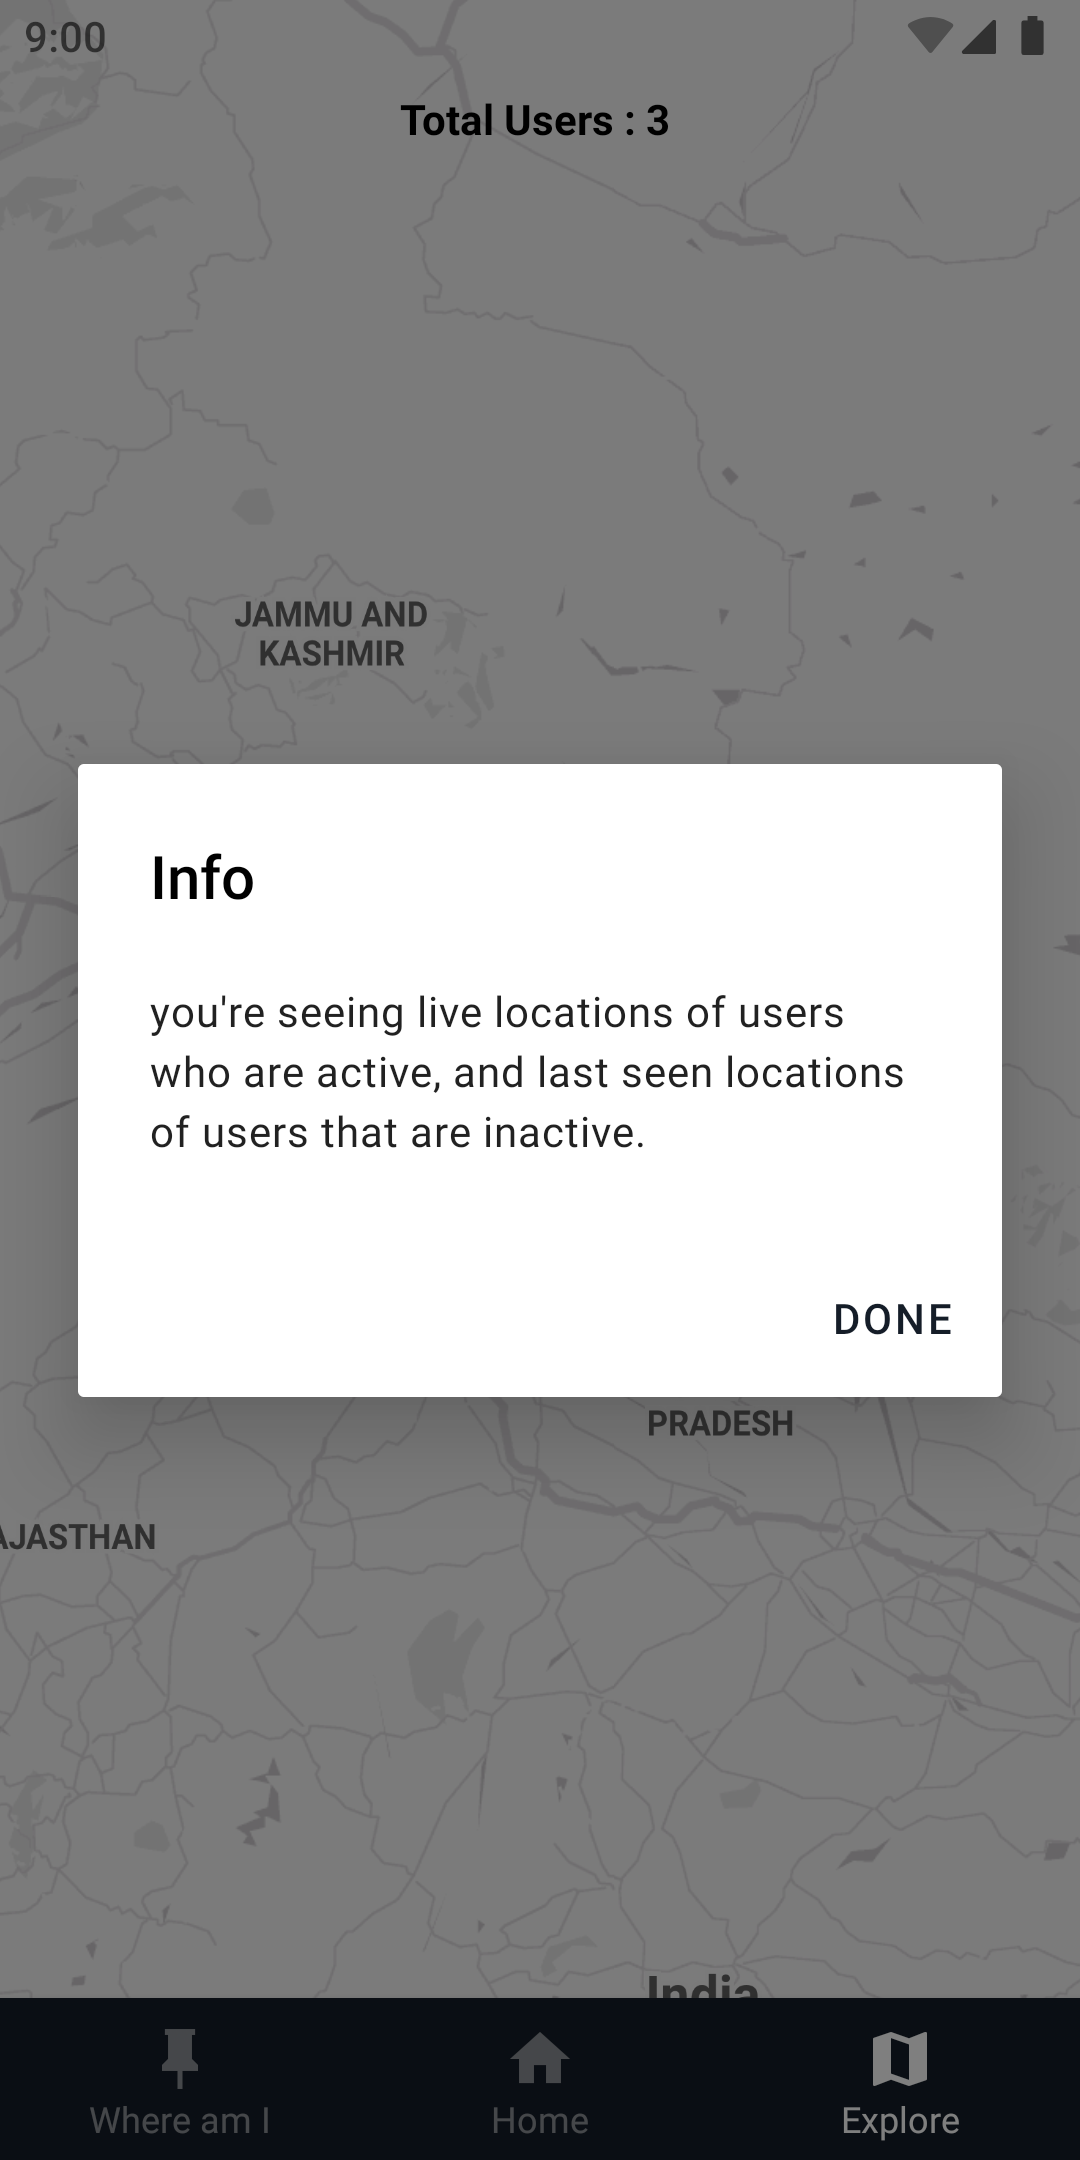 9:00
Total Users : 3
JAMMU AND
KASHMIR
Info
you're seeing live locations of users
who are active, and last seen locations
of users that are inactive.
DONE
PRADESH
AJASTHAN
India
Where am I
Home
Explore